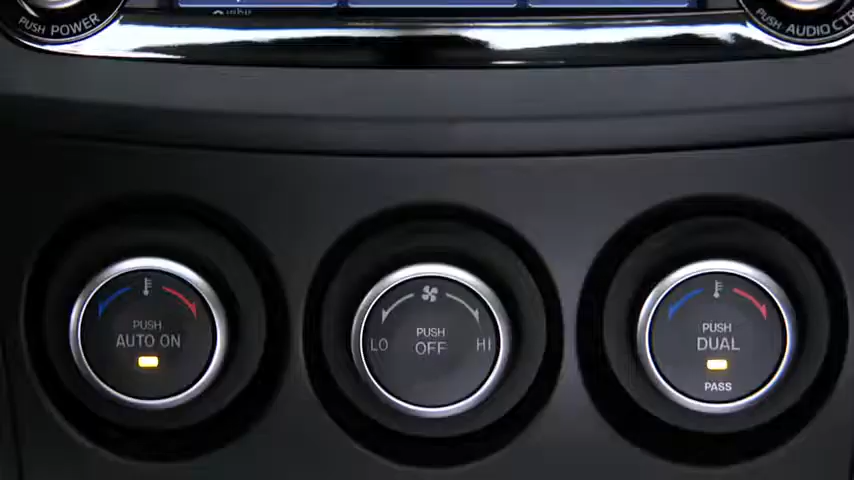 PUSH POWER
PUSH AUDIO CTR
PUSH
AUTO ON
LO
PUSH
OFF
HI
PUSH
DUAL
PASS